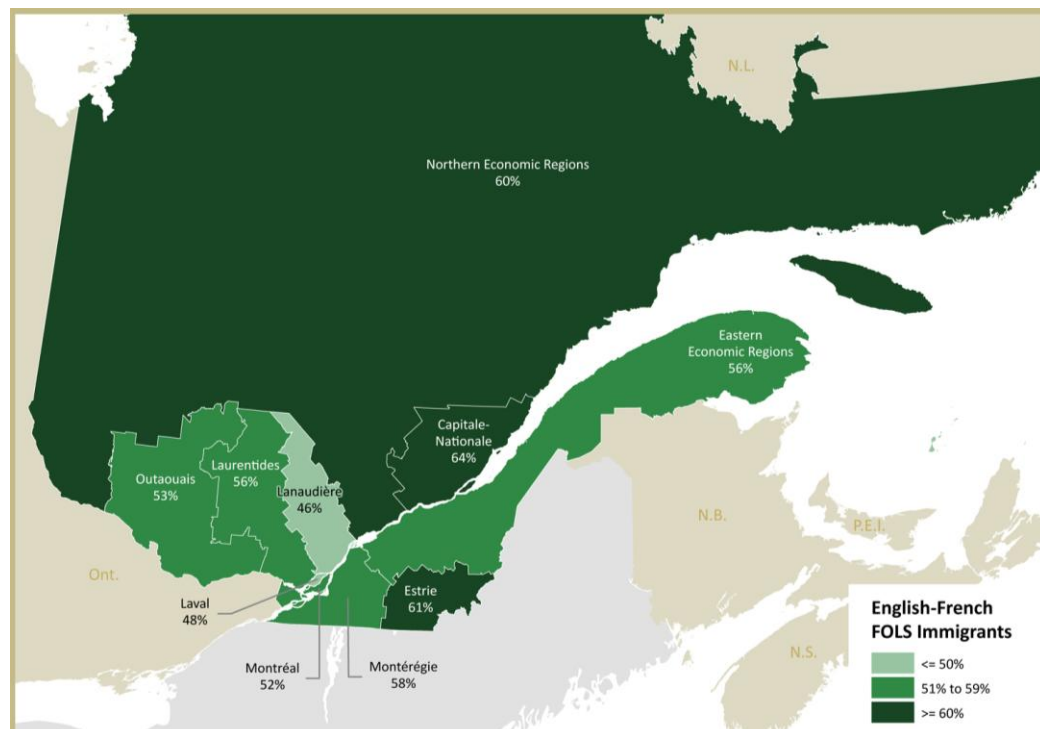 N.L.
Northern Economic Regions
60%
Eastern
Economic Regions
56%
Capitale-
Nationale
64%
Outaouais
53%
Laurentides
56%
Lanaudière
46%
N.B.
P.E.I.
Ont.
Laval
48%
Estrie
61%
Montréal
52%
Montérégie
58%
N.S.
English-French
FOLS Immigrants
<= 50%
51% to 59%
>= 60%